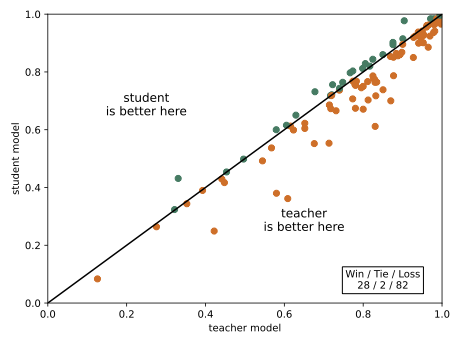 1.0
0.8
0.6
0.4
0.2
0.0
student model
student
is better here
teacher
is better here
Win / Tie / Loss
28 / 2 / 82
0.0 0.2 0.4 0.6 0.8 1.0
teacher model